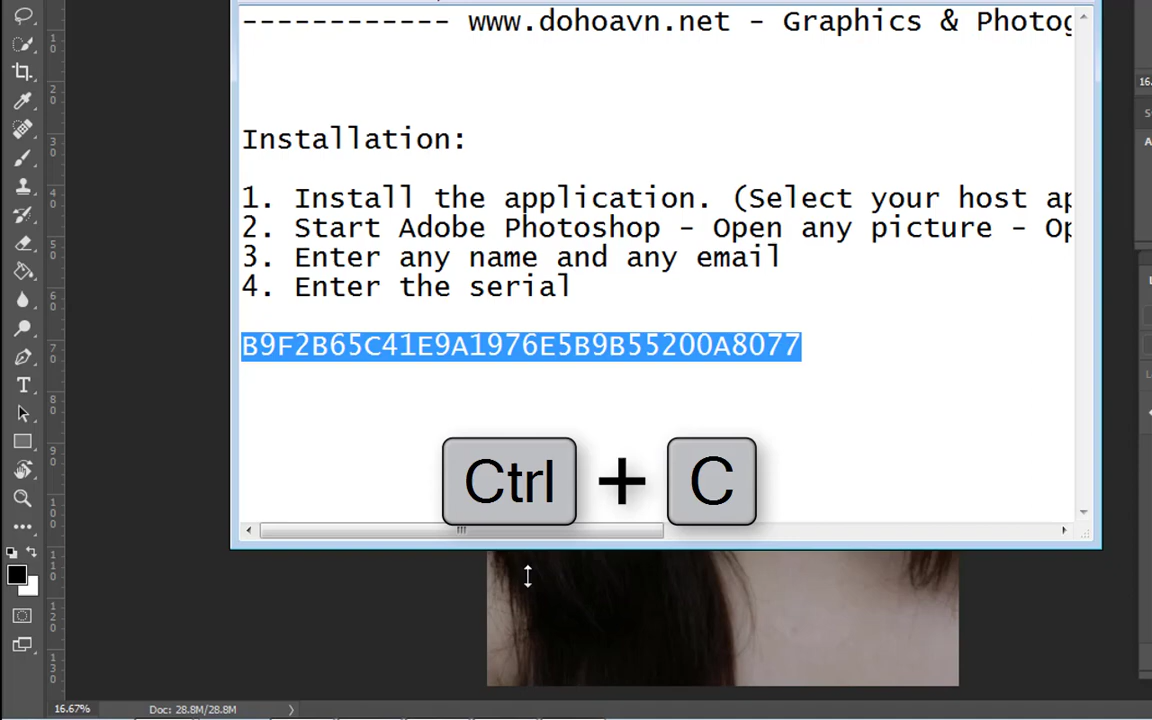 ------------ www.dohoavn.net - Graphics & Photog
Installation:
1. Install the application. (Select your host ap
2. Start Adobe Photoshop - Open any picture - Op
3. Enter any name and any email
4. Enter the serial
B9F2B65C41E9A1976E5B9B55200A8077
Ctrl + C
16.67% Doc: 28.8M/28.8M